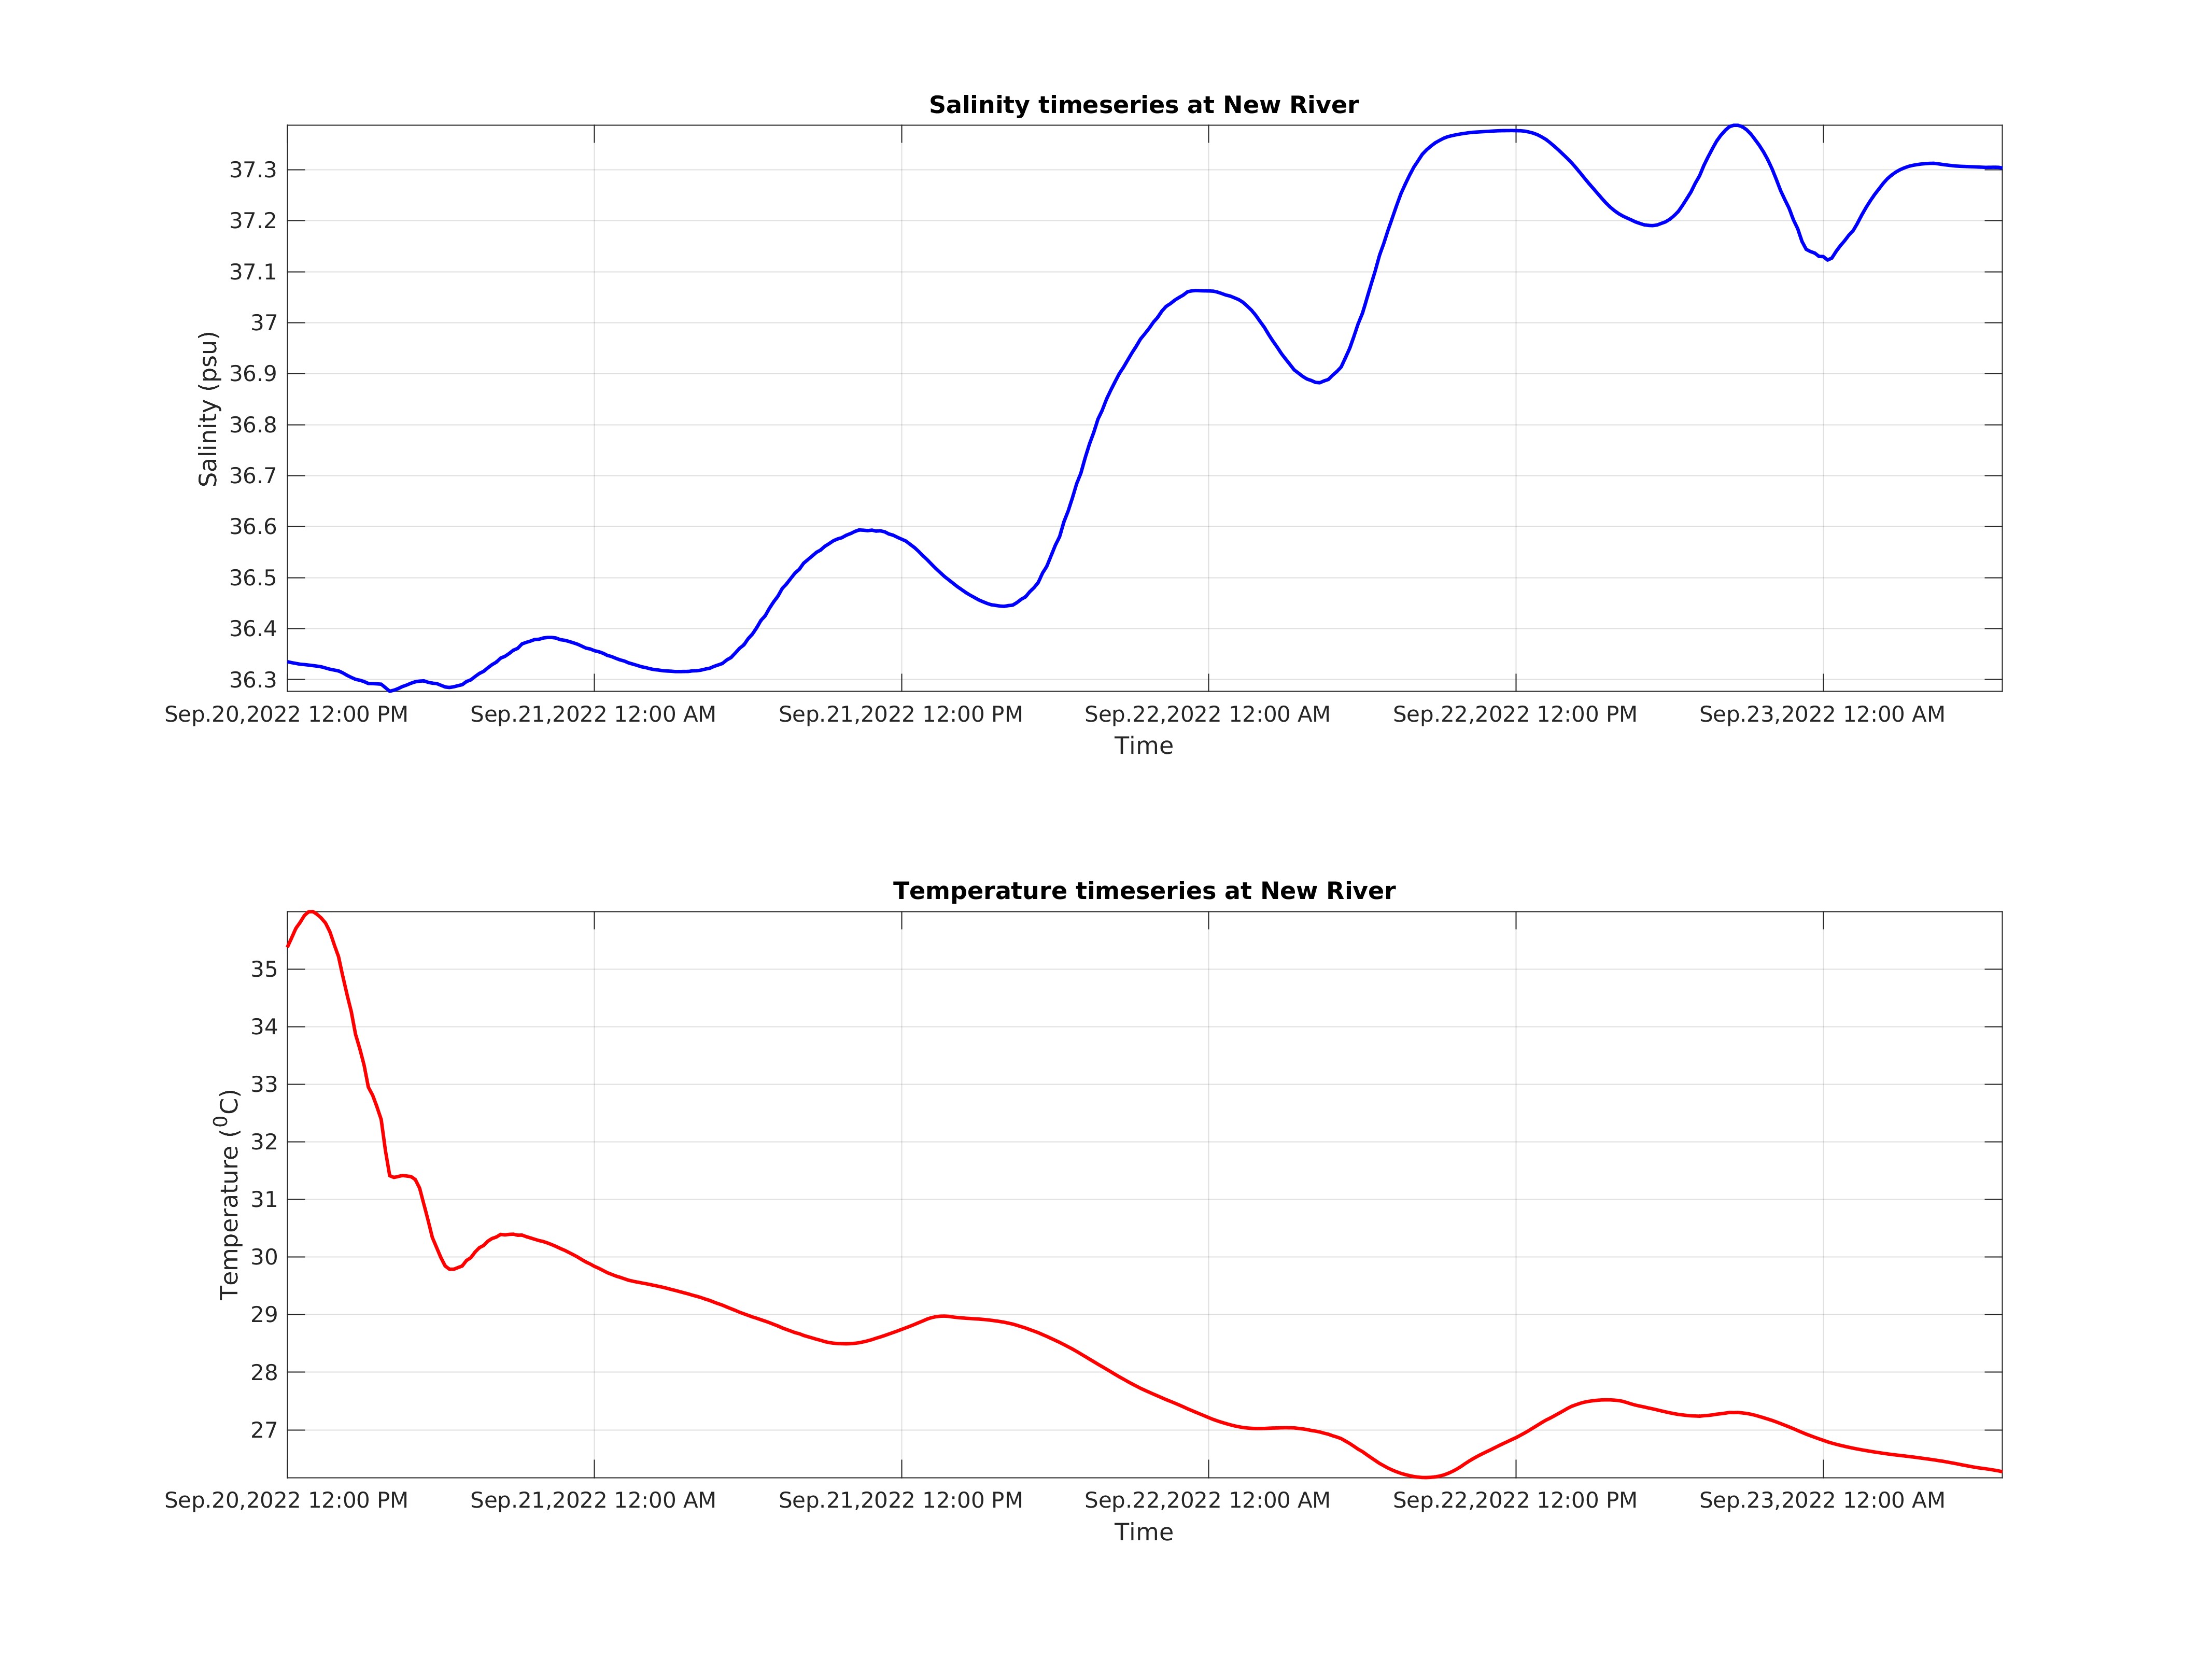 Salinity timeseries at New River
37.3
37.2
37.1
37
36.9
36.8
36.7
36.6
36.5
36.4
36.3
Salinity (psu)
Sep.20,2022 12:00 PM Sep.21,2022 12:00 AM Sep.21,2022 12:00 PM Sep.22,2022 12:00 AM Sep.22,2022 12:00 PM Sep.23,2022 12:00 AM
Time
Temperature timeseries at New River
35
34
33
32
31
30
29
28
27
Temperature (⁰C)
Sep.20,2022 12:00 PM Sep.21,2022 12:00 AM Sep.21,2022 12:00 PM Sep.22,2022 12:00 AM Sep.22,2022 12:00 PM Sep.23,2022 12:00 AM
Time